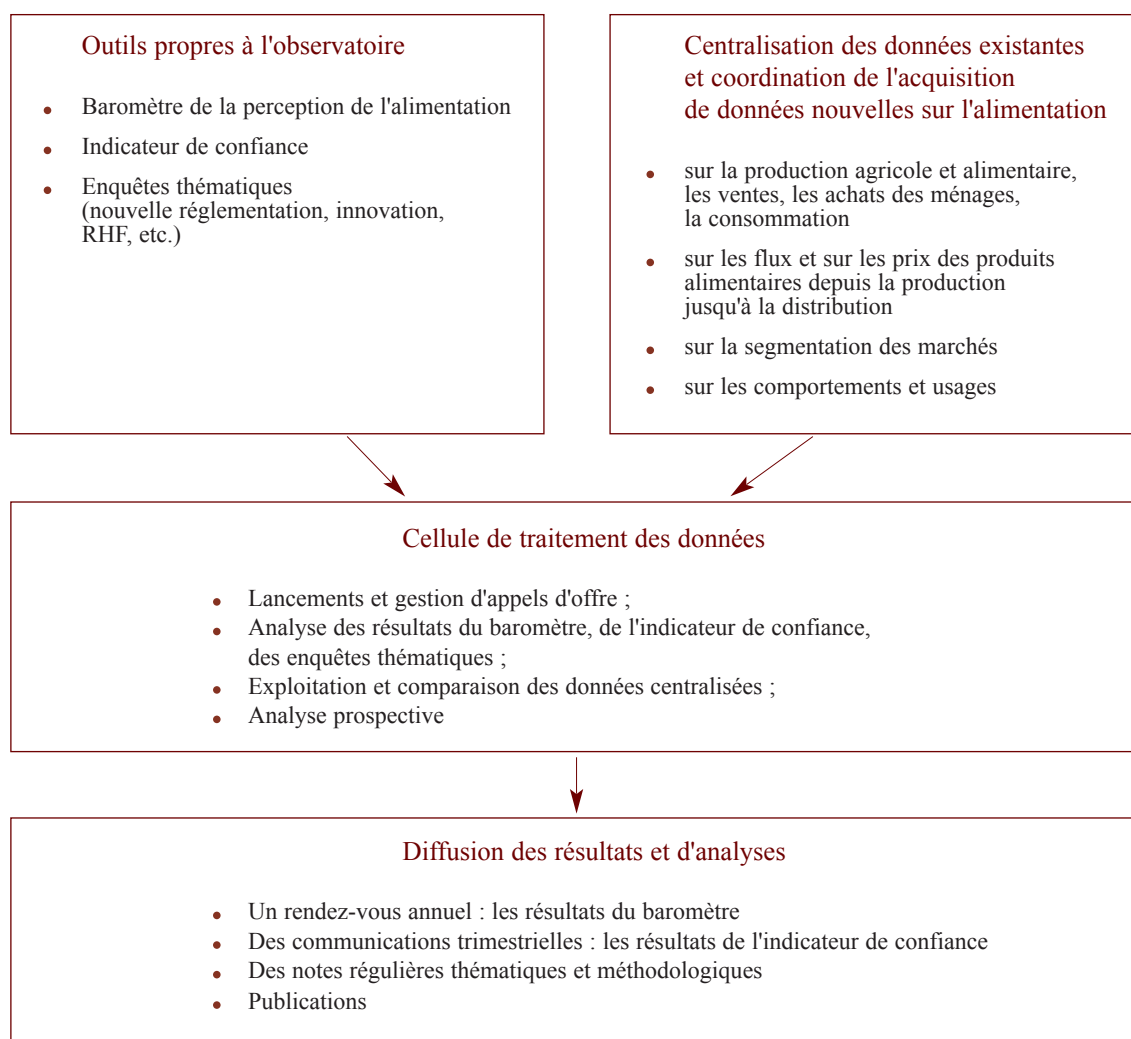 Outils propres à l'observatoire
• Baromètre de la perception de l'alimentation
• Indicateur de confiance
• Enquêtes thématiques
(nouvelle réglementation, innovation,
RHF, etc.)
Centralisation des données existantes
et coordination de l'acquisition
de données nouvelles sur l'alimentation
• sur la production agricole et alimentaire,
les ventes, les achats des ménages,
la consommation
• sur les flux et sur les prix des produits
alimentaires depuis la production
jusqu'à la distribution
• sur la segmentation des marchés
• sur les comportements et usages
Cellule de traitement des données
• Lancements et gestion d'appels d'offre ;
• Analyse des résultats du baromètre, de l'indicateur de confiance,
des enquêtes thématiques ;
• Exploitation et comparaison des données centralisées ;
• Analyse prospective
Diffusion des résultats et d'analyses
• Un rendez-vous annuel : les résultats du baromètre
• Des communications trimestrielles : les résultats de l'indicateur de confiance
• Des notes régulières thématiques et méthodologiques
• Publications